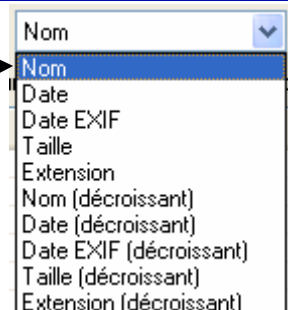 Nom
Nom
Date
Date EXIF
Taille
Extension
Nom (décroissant)
Date (décroissant)
Date EXIF (décroissant)
Taille (décroissant)
Extension (décroissant)